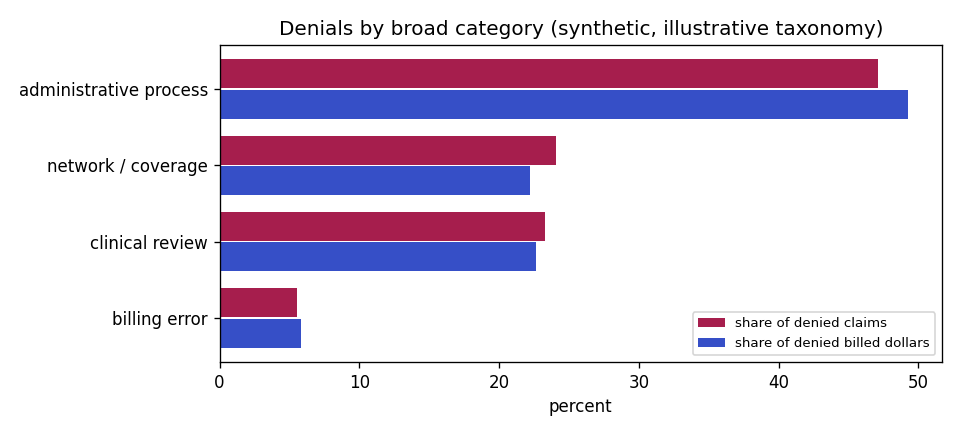 Denials by broad category (synthetic, illustrative taxonomy)
administrative process
network / coverage
clinical review
billing error
share of denied claims
share of denied billed dollars
0 10 20 30 40 50
percent